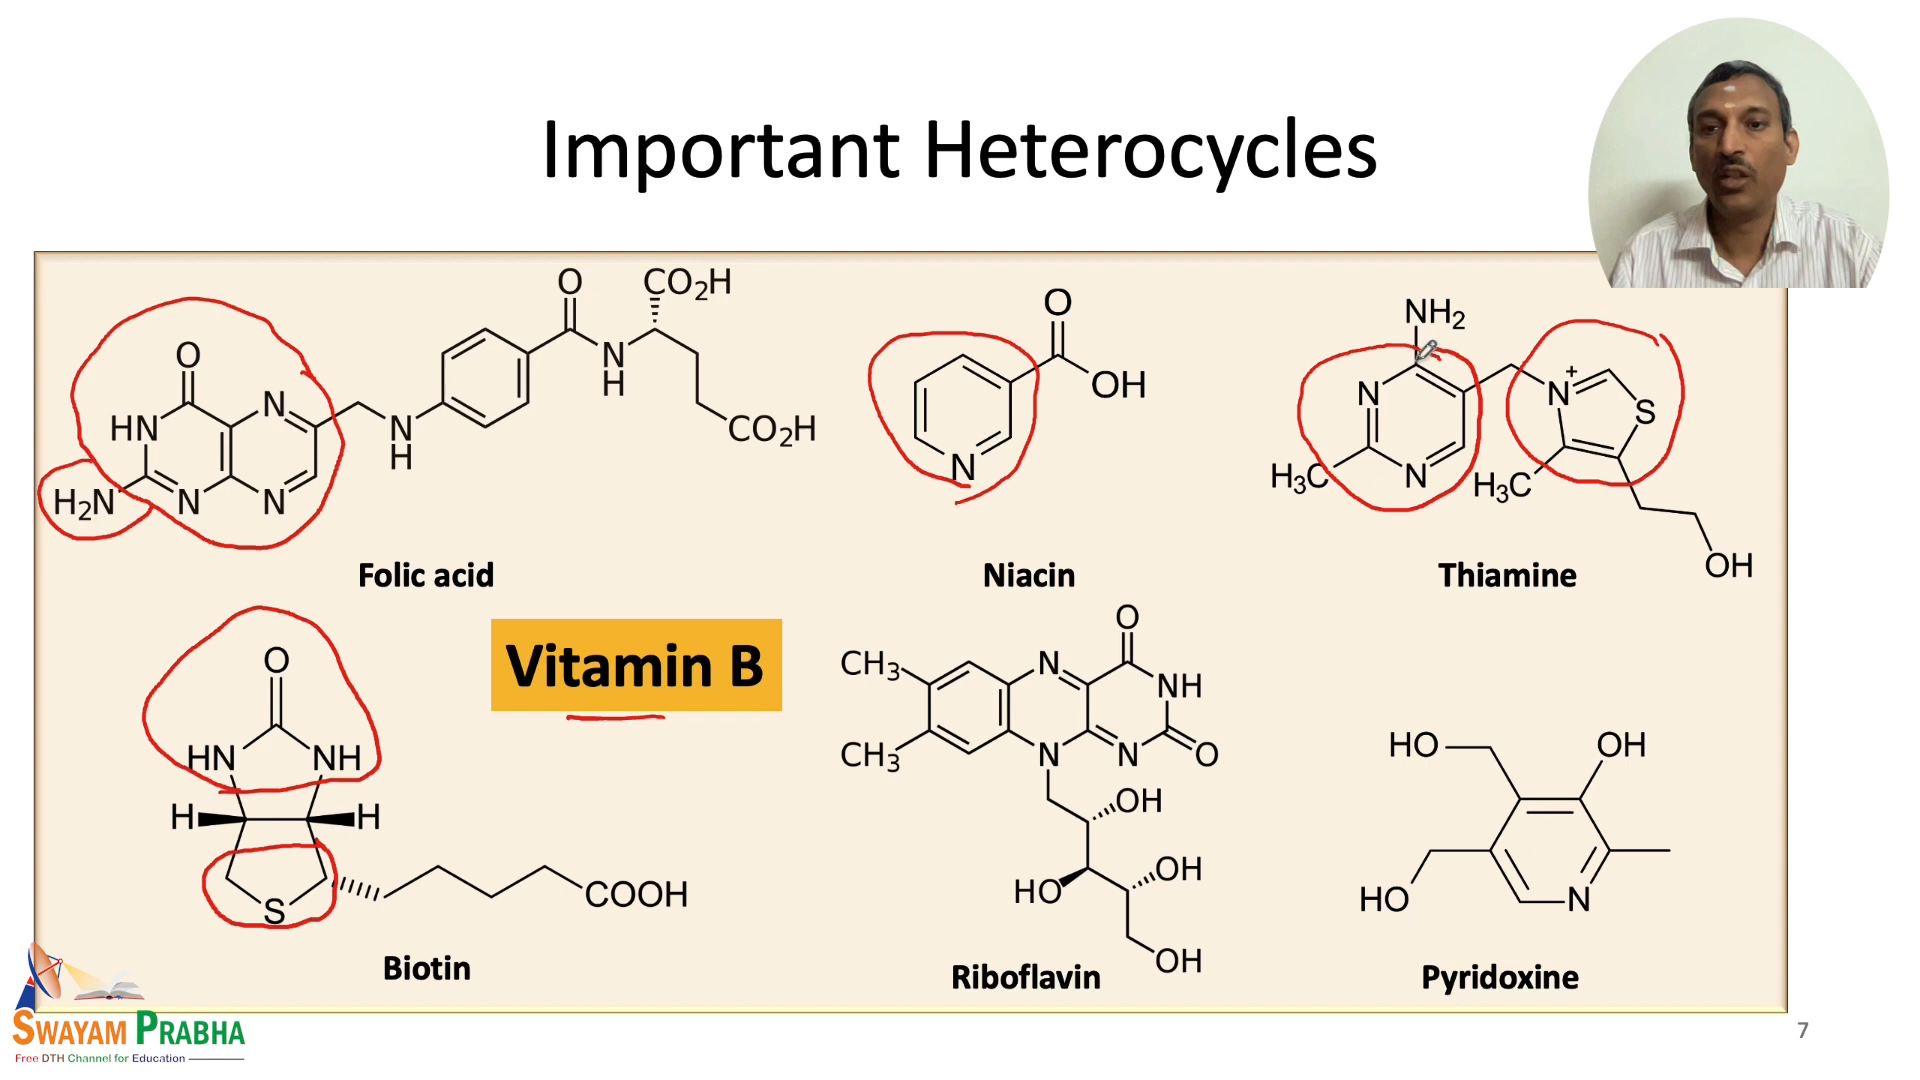 Important Heterocycles
O
CO₂H
O
N
H
CO₂H
O
HN
N
N
N
N
H
H₂N
Folic acid
O
OH
N
Niacin
NH₂
N
N
H₃C
N
+
S
H₃C
OH
Thiamine
Vitamin B
O
HN
NH
H
H
S
COOH
Biotin
O
CH₃
N
NH
CH₃
N
N
O
OH
HO
OH
OH
Riboflavin
HO
OH
HO
N
Pyridoxine
SWAYAM PRABHA
Free DTH Channel for Education
7